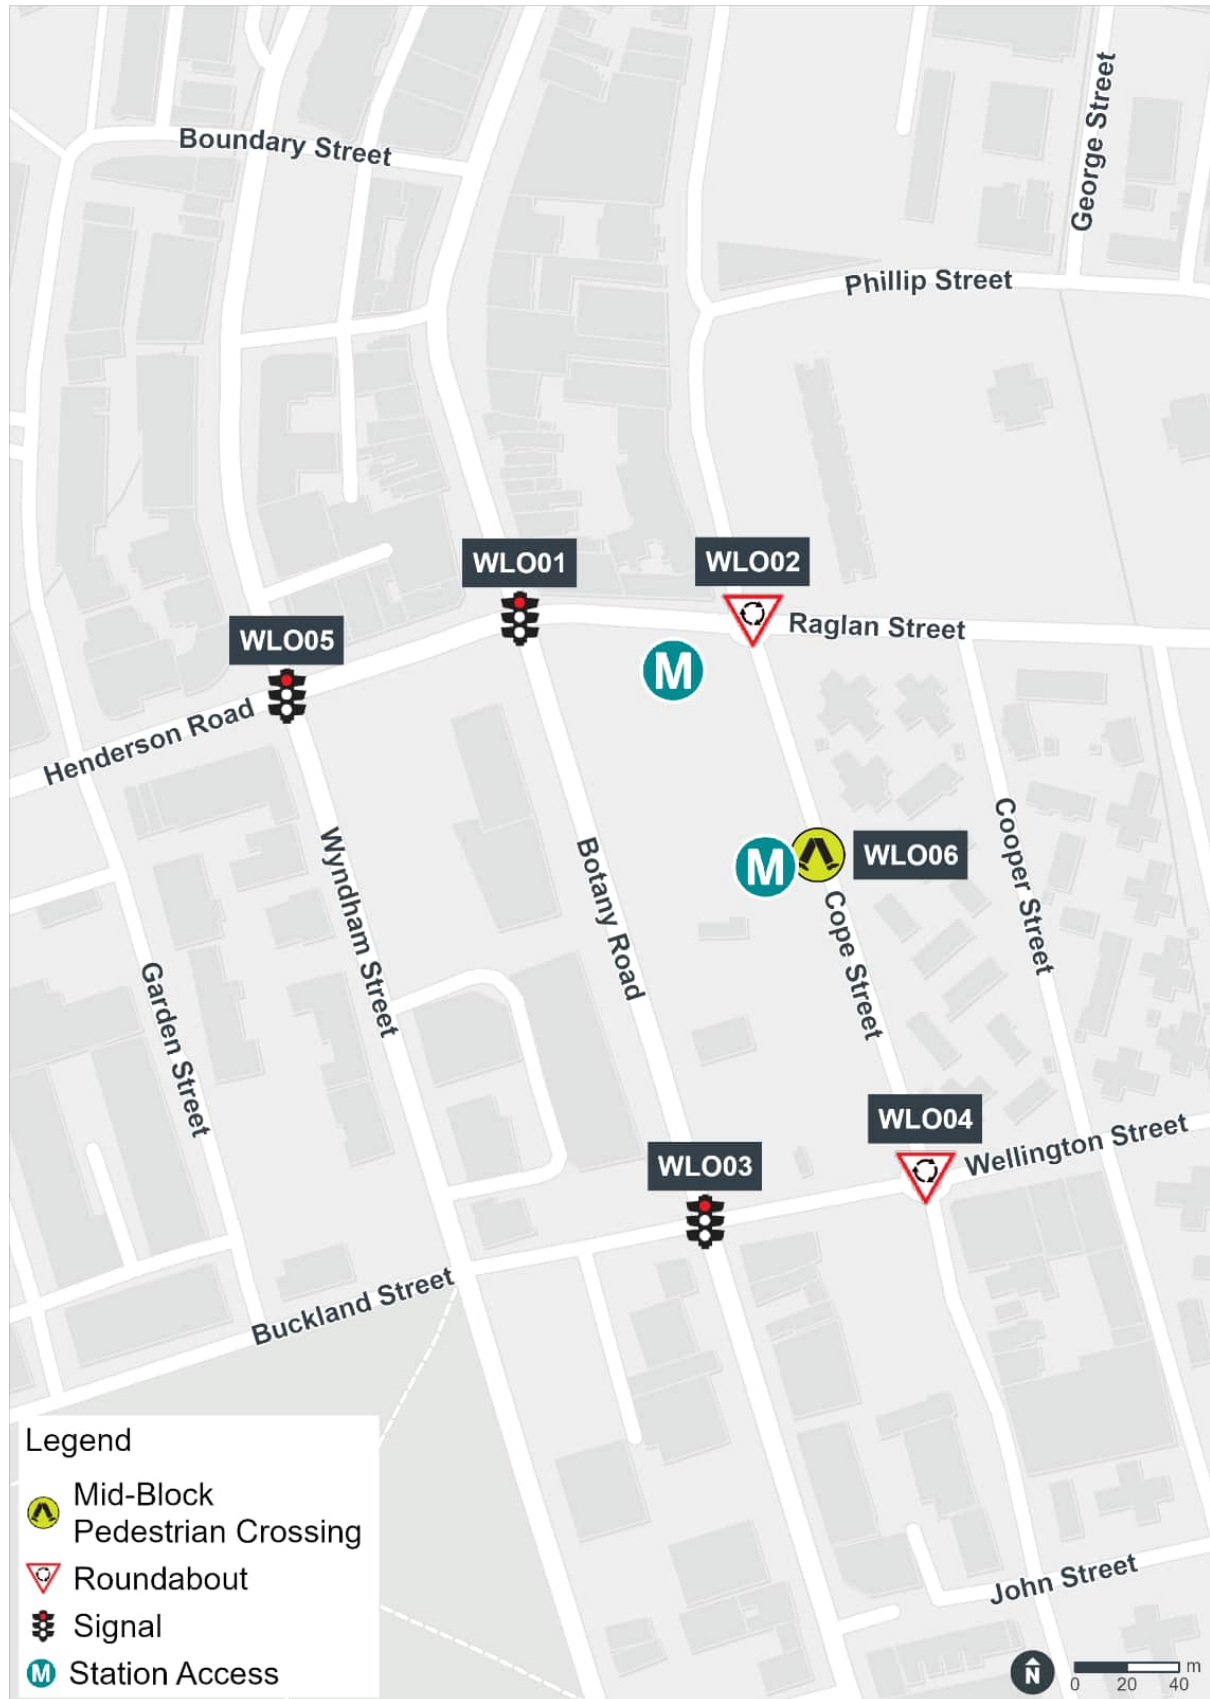 George Street
Boundary Street
Phillip Street
WLO01
WLO02
Raglan Street
WLO05
M
Henderson Road
Wyndham Street
Botany Road
M
WLO06
Cooper Street
Cope Street
Garden Street
WLO04
Wellington Street
WLO03
Buckland Street
Legend
Mid-Block
Pedestrian Crossing
Roundabout
Signal
M Station Access
John Street
N
m
0 20 40